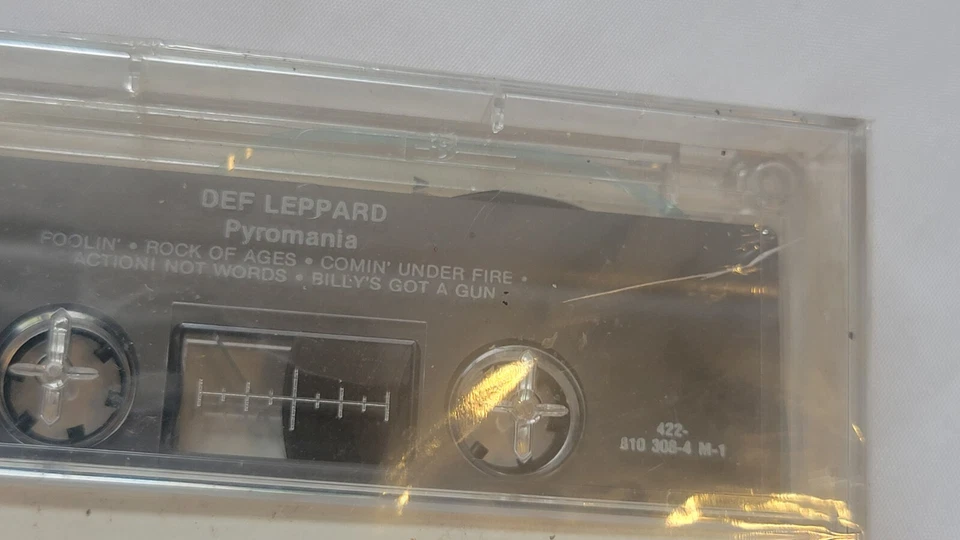 DEF LEPPARD
Pyromania
FOOLIN' • ROCK OF AGES • COMIN' UNDER FIRE •
ACTION! NOT WORDS • BILLY'S GOT A GUN
422-
810 308-4 M-1